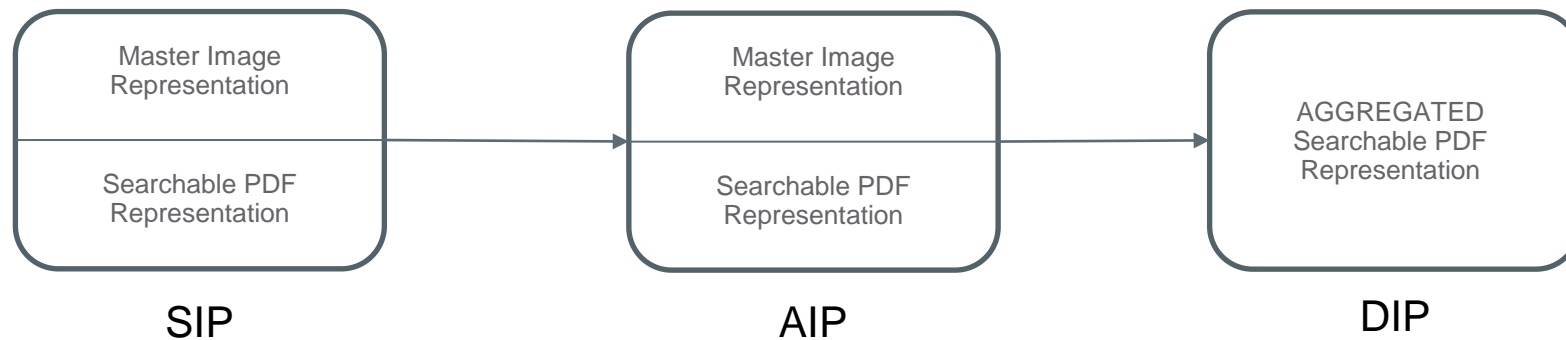 Master Image
Representation
Searchable PDF
Representation
SIP
Master Image
Representation
Searchable PDF
Representation
AIP
AGGREGATED
Searchable PDF
Representation
DIP